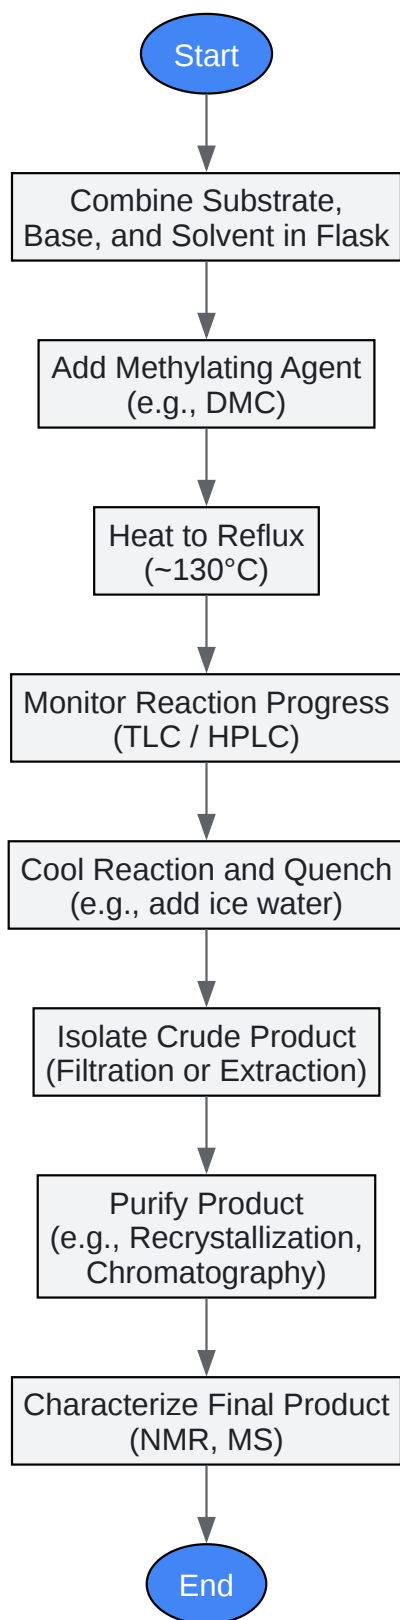 Start
Combine Substrate,
Base, and Solvent in Flask
Add Methylating Agent
(e.g., DMC)
Heat to Reflux
(~130°C)
Monitor Reaction Progress
(TLC / HPLC)
Cool Reaction and Quench
(e.g., add ice water)
Isolate Crude Product
(Filtration or Extraction)
Purify Product
(e.g., Recrystallization,
Chromatography)
Characterize Final Product
(NMR, MS)
End